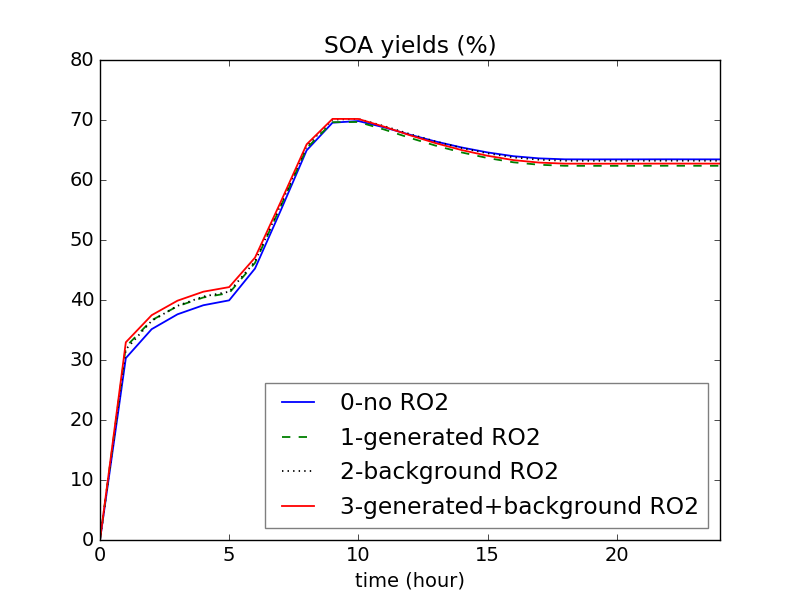 SOA yields (%)
80
70
60
50
40
30
20
10
0
0-no RO2
1-generated RO2
2-background RO2
3-generated+background RO2
0 5 10 15 20
time (hour)